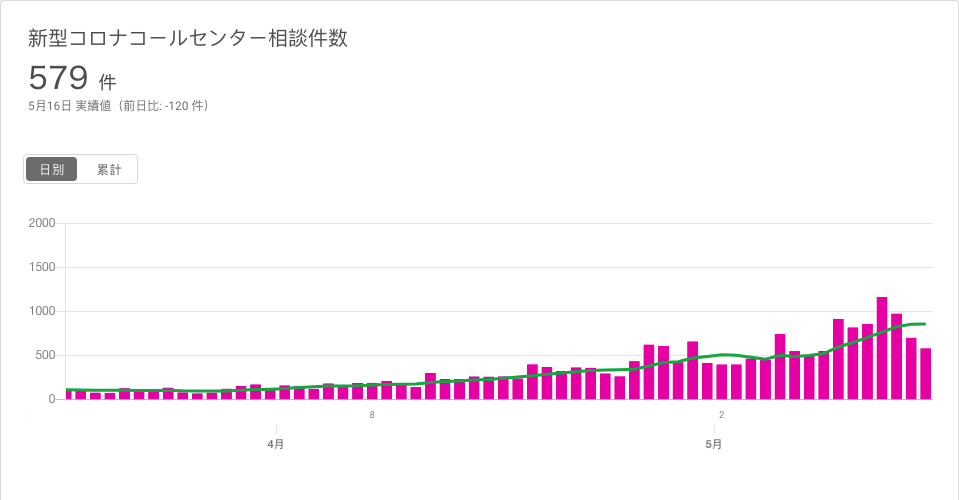 新型コロナコールセンター相談件数
579 件
5月16日 実績値（前日比: -120 件）
日別 累計
2000
1500
1000
500
0
8 2
4月 5月